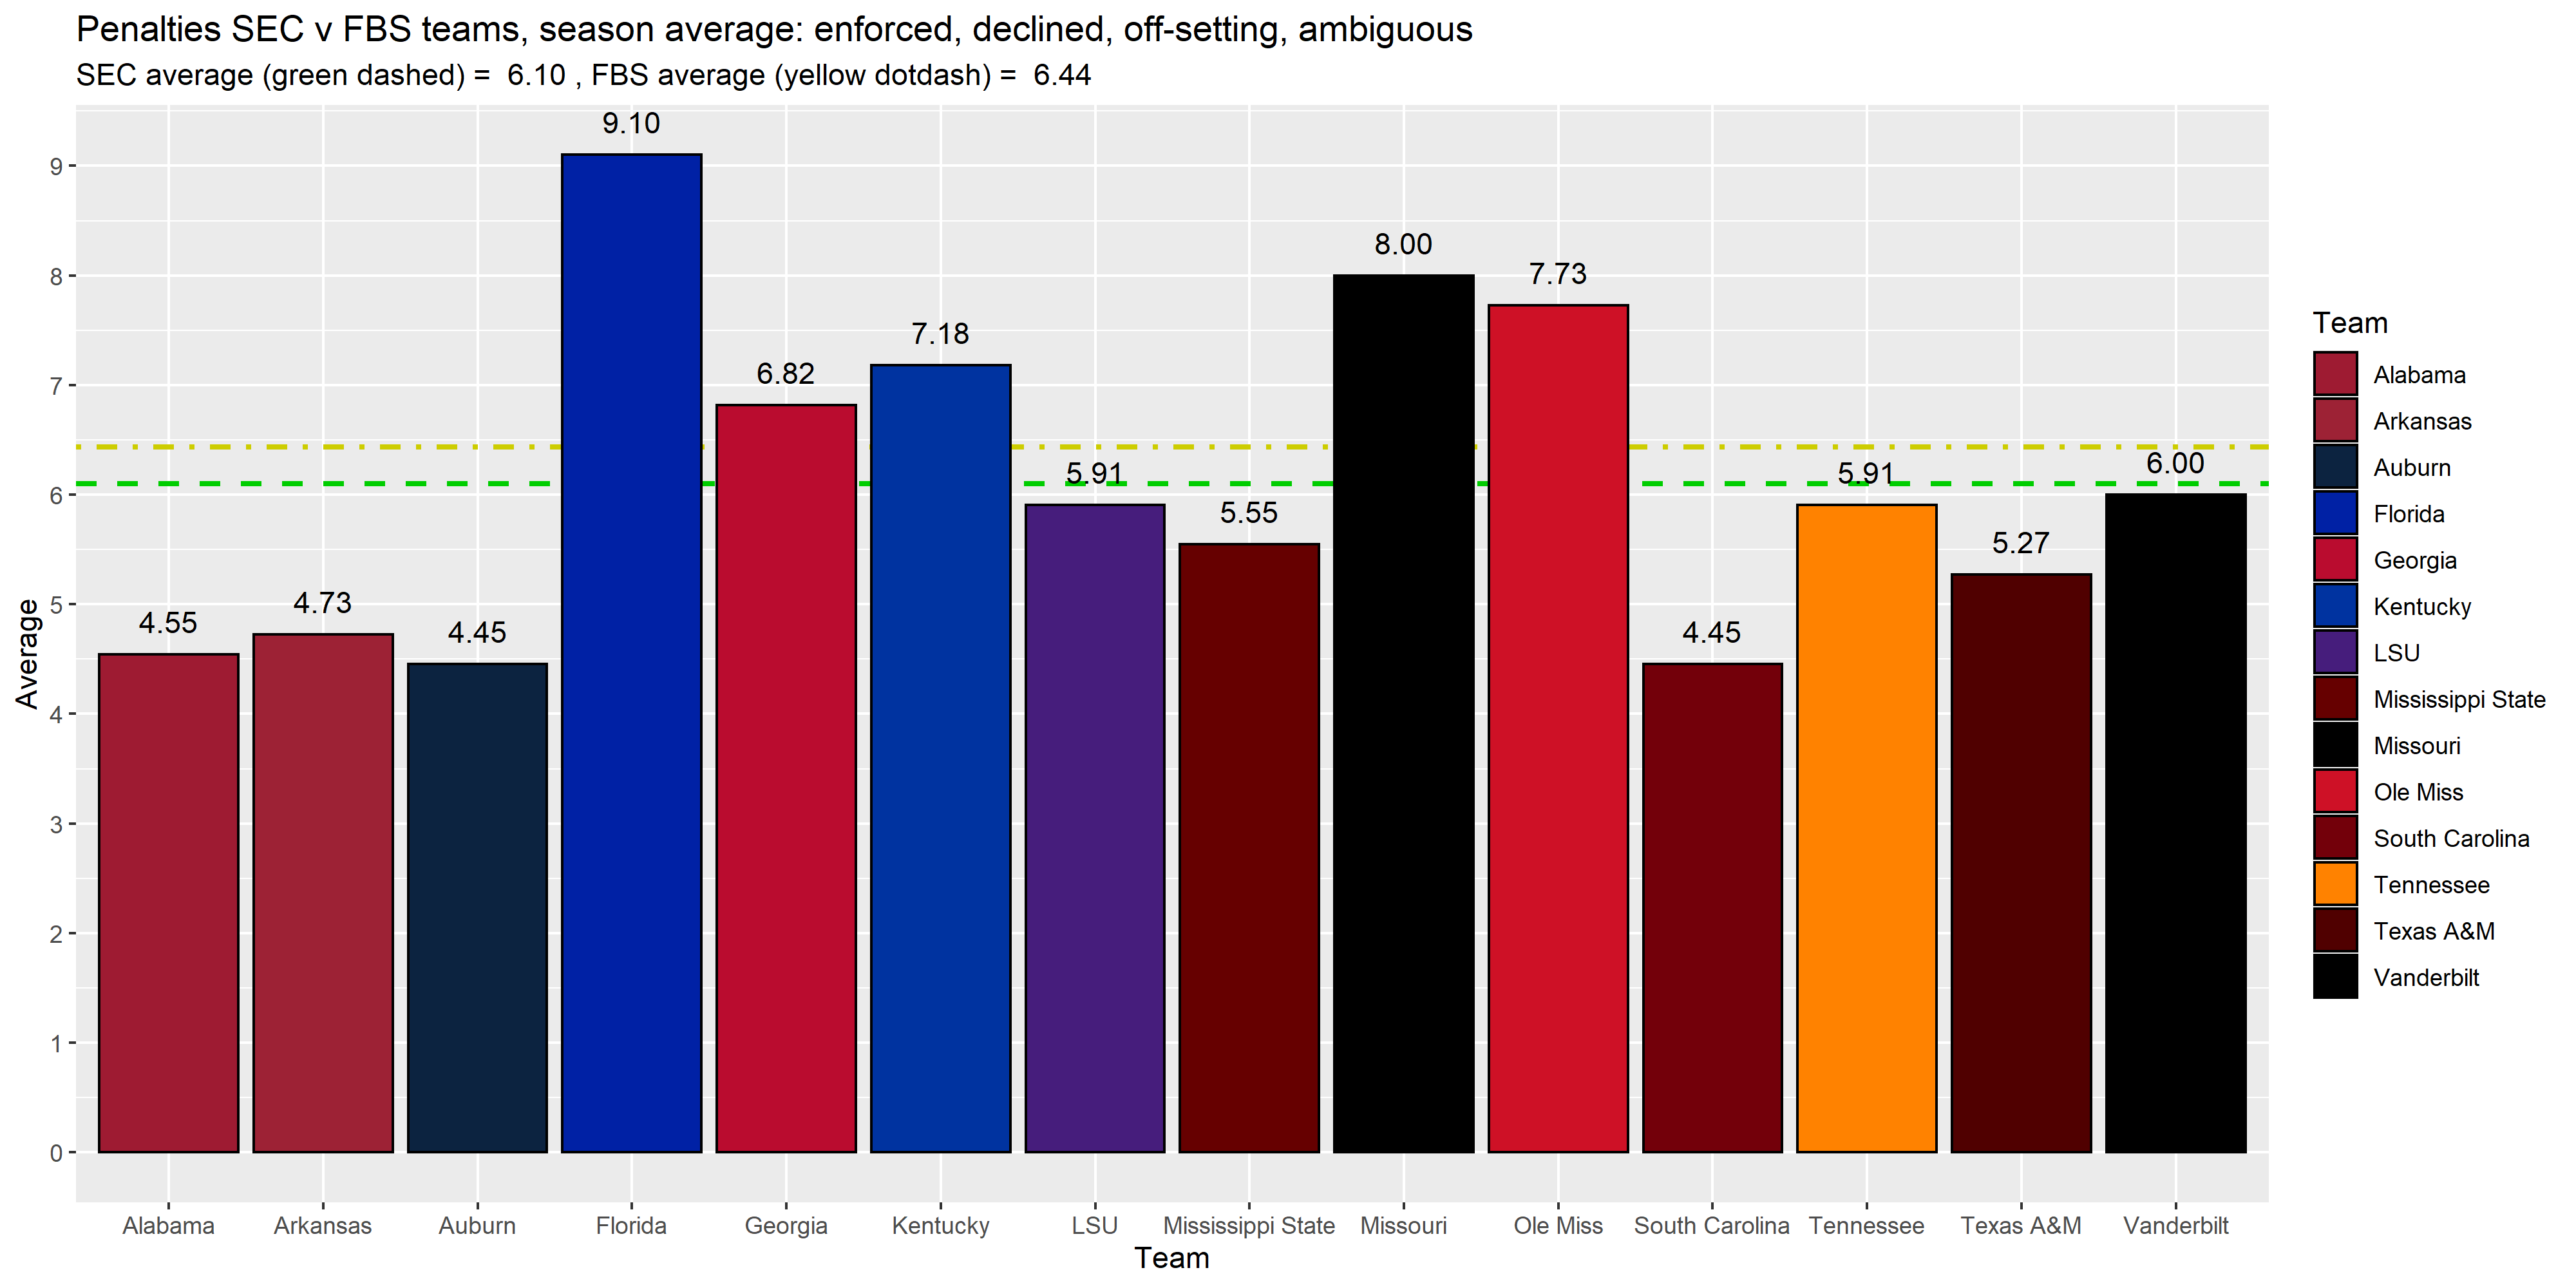 Penalties SEC v FBS teams, season average: enforced, declined, off-setting, ambiguous
SEC average (green dashed) =  6.10 , FBS average (yellow dotdash) =  6.44
Average
9
8
7
6
5
4
3
2
1
0
4.55
4.73
4.45
9.10
6.82
7.18
5.91
5.55
8.00
7.73
4.45
5.91
5.27
6.00
Alabama
Arkansas
Auburn
Florida
Georgia
Kentucky
LSU
Mississippi State
Missouri
Ole Miss
South Carolina
Tennessee
Texas A&M
Vanderbilt
Team
Team
Alabama
Arkansas
Auburn
Florida
Georgia
Kentucky
LSU
Mississippi State
Missouri
Ole Miss
South Carolina
Tennessee
Texas A&M
Vanderbilt